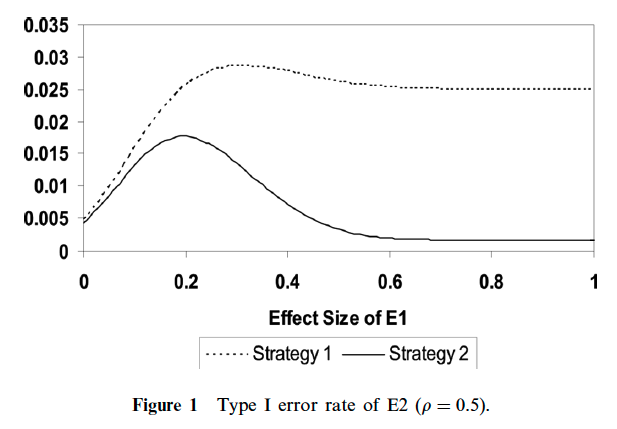 0.035
0.03
0.025
0.02
0.015
0.01
0.005
0
0 0.2 0.4 0.6 0.8 1
Effect Size of E1
Strategy 1 Strategy 2
Figure 1 Type I error rate of E2 (ρ = 0.5).